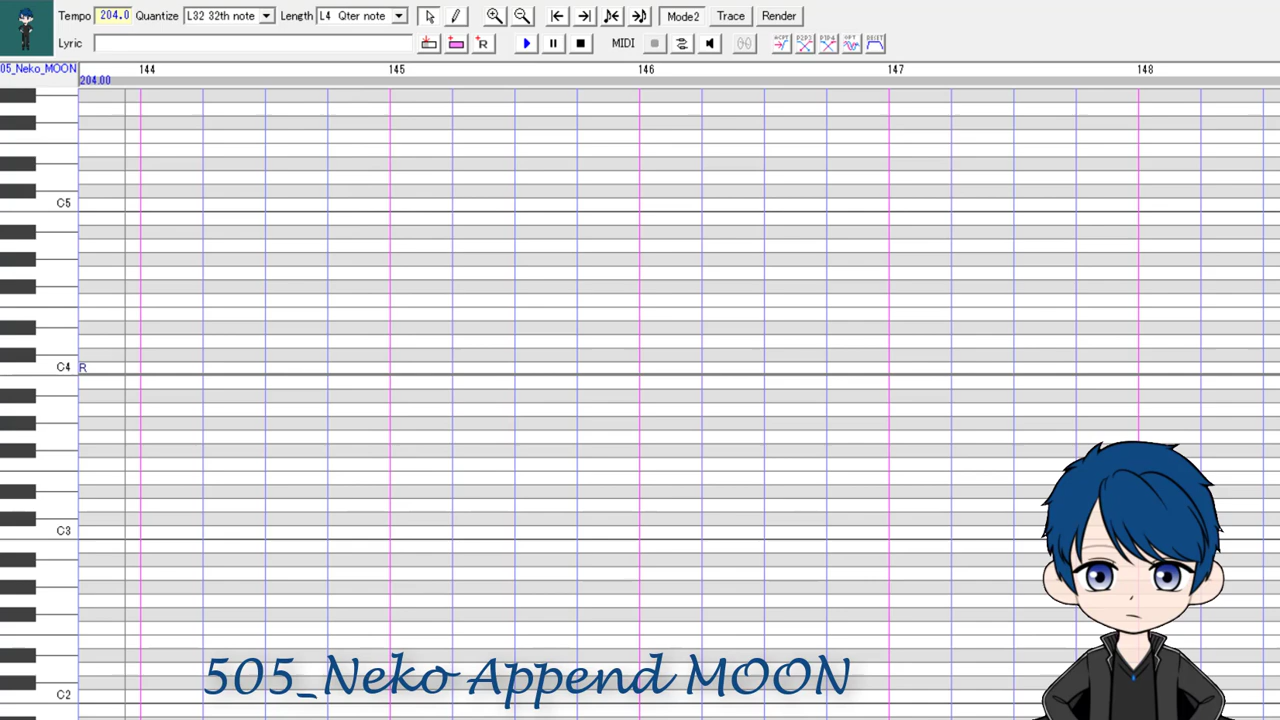 Tempo 204.0 Quantize L32 32th note Length L4 Qter note Mode2 Trace Render
Lyric R MIDI
05_Neko_MOON 144 145 146 147 148
204.00
C5
C4 R
C3
C2
505_Neko Append MOON